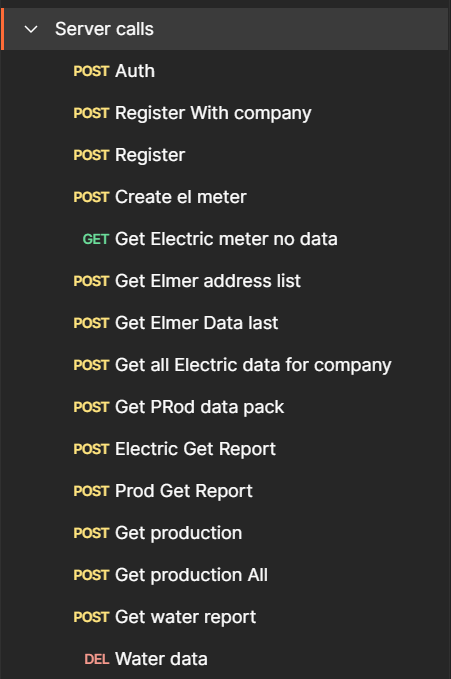 Server calls
POST Auth
POST Register With company
POST Register
POST Create el meter
GET Get Electric meter no data
POST Get Elmer address list
POST Get Elmer Data last
POST Get all Electric data for company
POST Get PRod data pack
POST Electric Get Report
POST Prod Get Report
POST Get production
POST Get production All
POST Get water report
DEL Water data